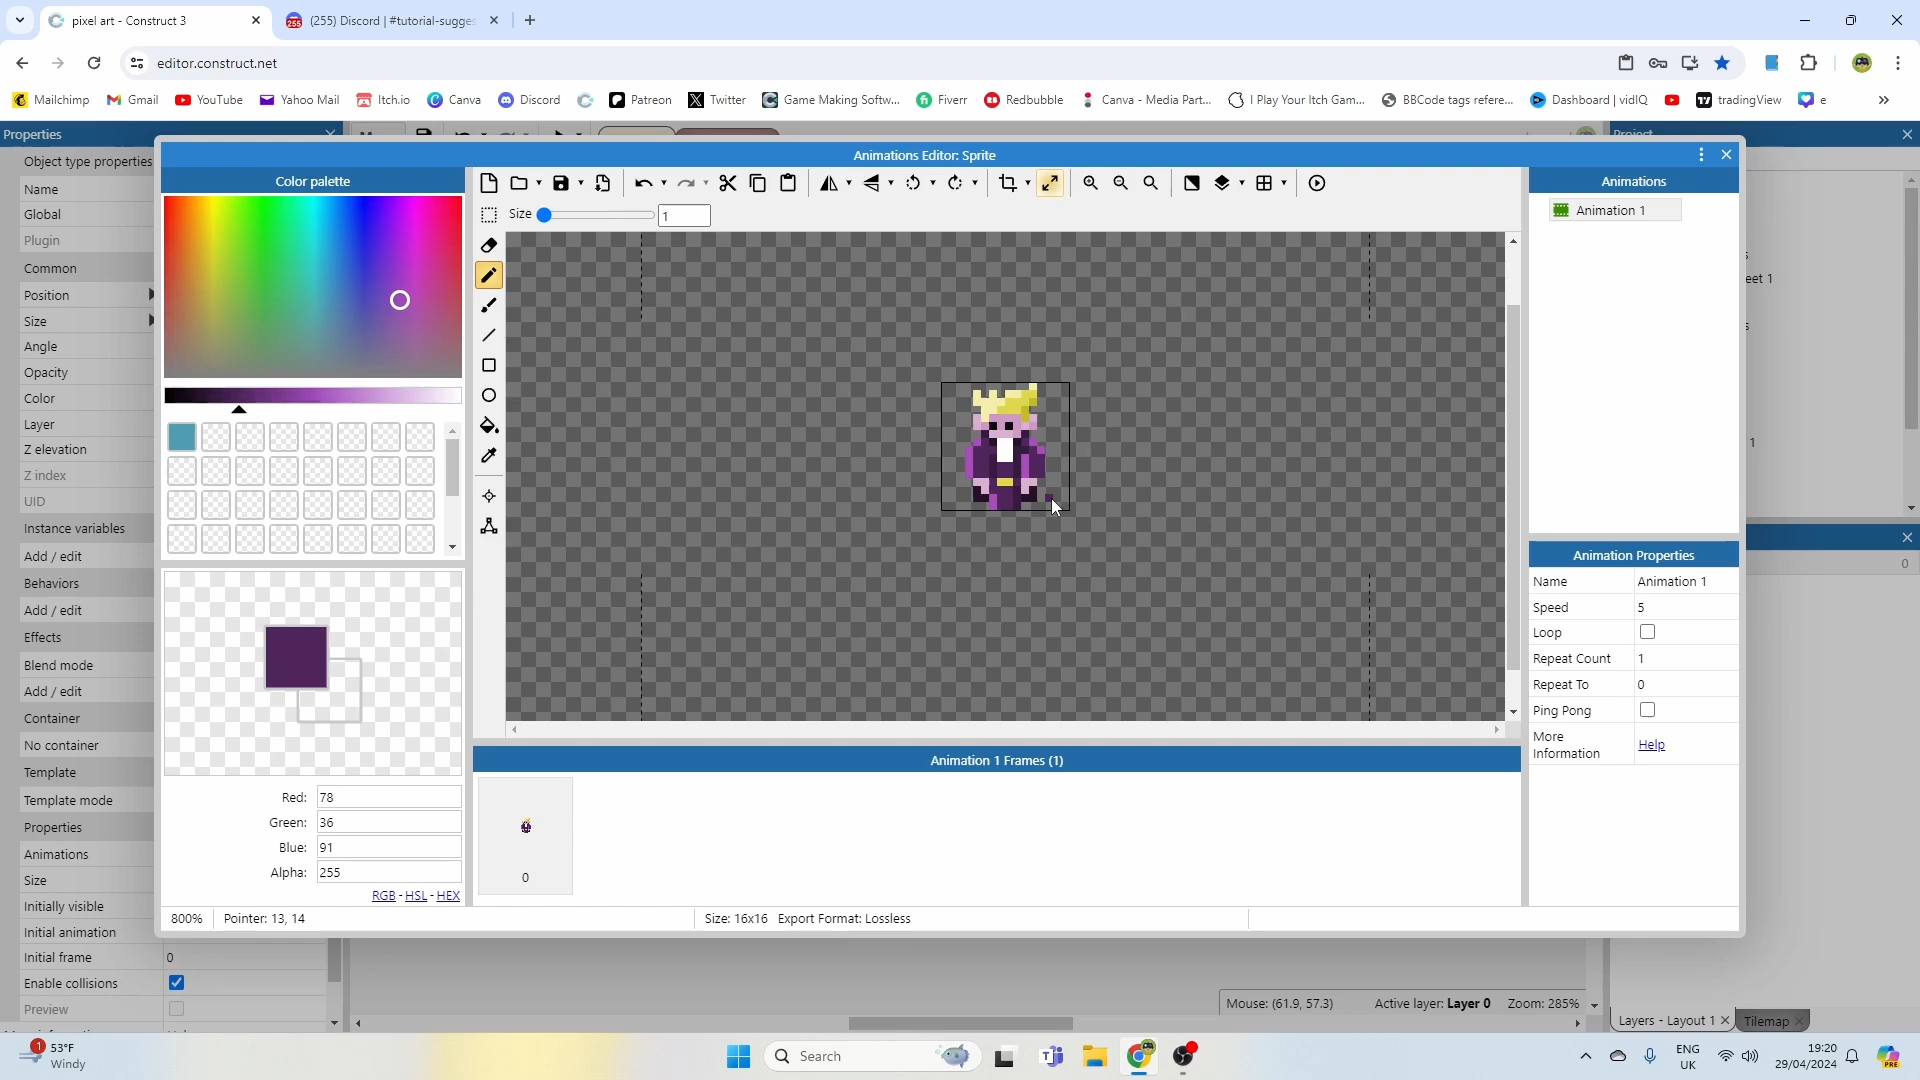 pixel art - Construct 3
(255) Discord | #tutorial-sugges
editor.construct.net
Mailchimp
Gmail
YouTube
Yahoo Mail
Itch.io
Canva
Discord
Patreon
Twitter
Game Making Softw...
Fiverr
Redbubble
Canva - Media Part...
I Play Your Itch Gam...
BBCode tags refere...
Dashboard | vidIQ
tradingView
e
Properties
Animations Editor: Sprite
Object type properties
Name
Global
Plugin
Common
Position
Size
Angle
Opacity
Color
Layer
Z elevation
Z index
UID
Instance variables
Add / edit
Behaviors
Add / edit
Effects
Blend mode
Add / edit
Container
No container
Template
Template mode
Properties
Animations
Size
Initially visible
Initial animation
Initial frame 0
Enable collisions
Preview
Color palette
Size 1
Red: 78
Green: 36
Blue: 91
Alpha: 255
RGB - HSL - HEX
800% Pointer: 13, 14
Size: 16x16 Export Format: Lossless
Animation 1 Frames (1)
0
Animations
Animation 1
Animation Properties
Name Animation 1
Speed 5
Loop
Repeat Count 1
Repeat To 0
Ping Pong
More
Information
Help
eet 1
1
0
Mouse: (61.9, 57.3) Active layer: Layer 0 Zoom: 285%
Layers - Layout 1
Tilemap
1
53°F
Windy
Search
ENG
UK
19:20
29/04/2024
PRE